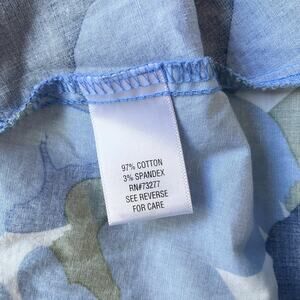 97% COTTON
3% SPANDEX
RN#73277
SEE REVERSE
FOR CARE